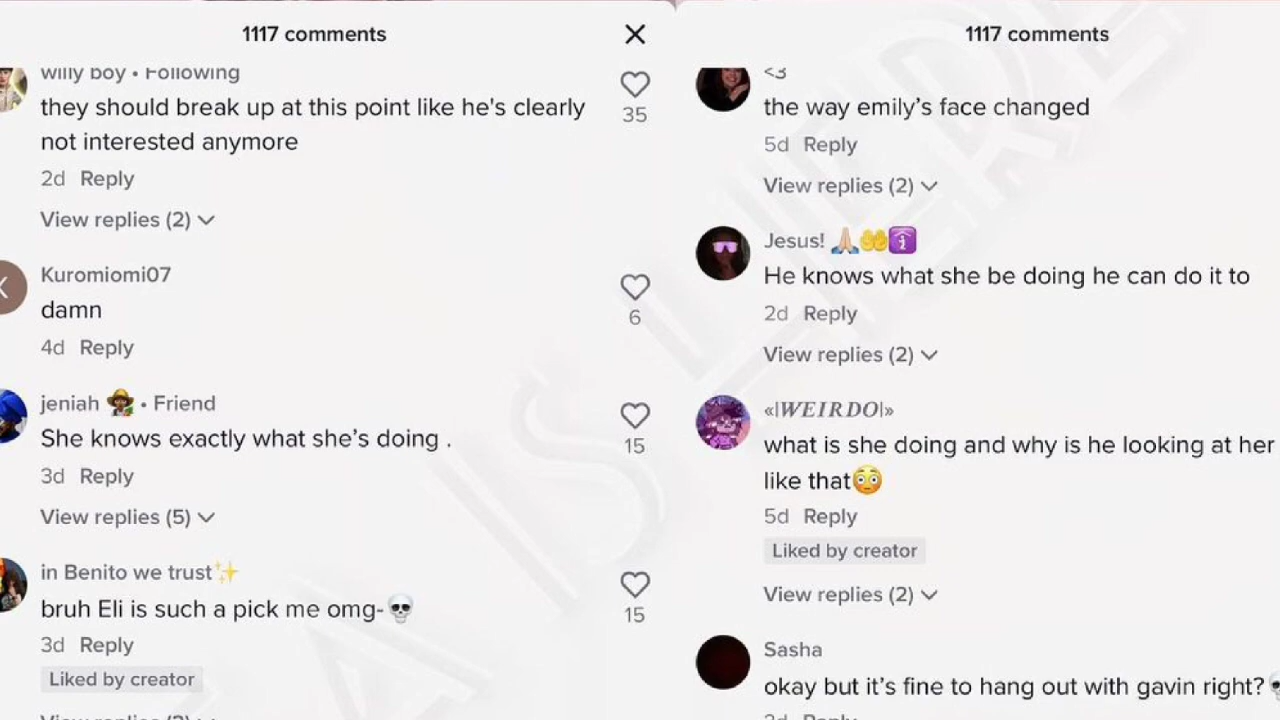 1117 comments
willy boy • Following
they should break up at this point like he's clearly
35
not interested anymore
2d Reply
View replies (2)
Kuromiomi07
damn
6
4d Reply
jeniah • Friend
She knows exactly what she's doing .
15
3d Reply
View replies (5)
in Benito we trust✨
bruh Eli is such a pick me omg-💀
15
3d Reply
Liked by creator
View replies (2)
1117 comments
<3
the way emily's face changed
5d Reply
View replies (2)
Jesus! 🙏🏼🤲🛐
He knows what she be doing he can do it to
2d Reply
View replies (2)
«|WEIRDO|»
what is she doing and why is he looking at her
like that😳
5d Reply
Liked by creator
View replies (2)
Sasha
okay but it's fine to hang out with gavin right?💀
Reply